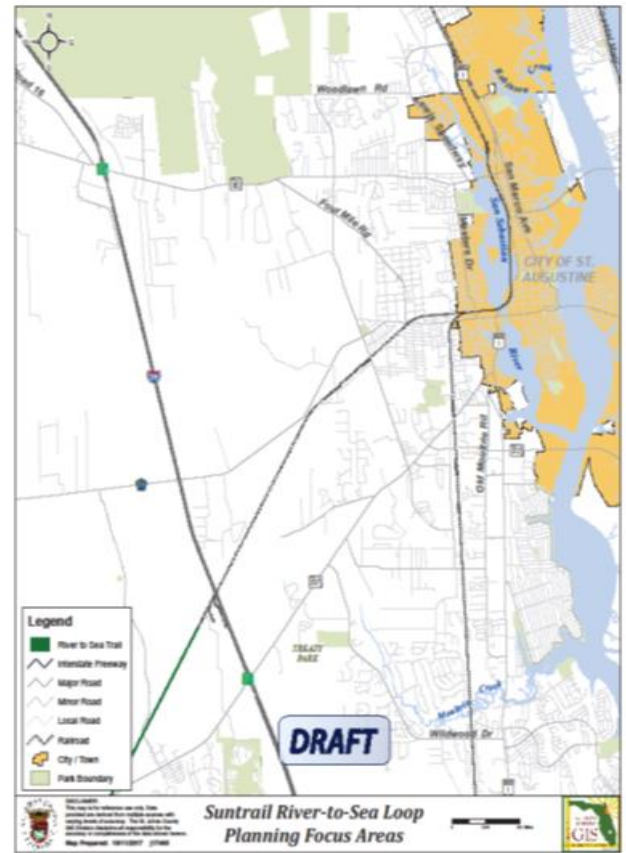 Woodlawn Rd
Four Mile Rd
Masters Dr
San Marco Ave
San Sebastian
River
CITY OF ST.
AUGUSTINE
Old Moultrie Rd
TREATY
PARK
Moultrie Creek
Wildwood Dr
DRAFT
Legend
River to Sea Trail
Interstate Freeway
Major Road
Minor Road
Local Road
Railroad
City / Town
Park Boundary
DISCLAIMER:
Suntrail River-to-Sea Loop
Planning Focus Areas
GIS